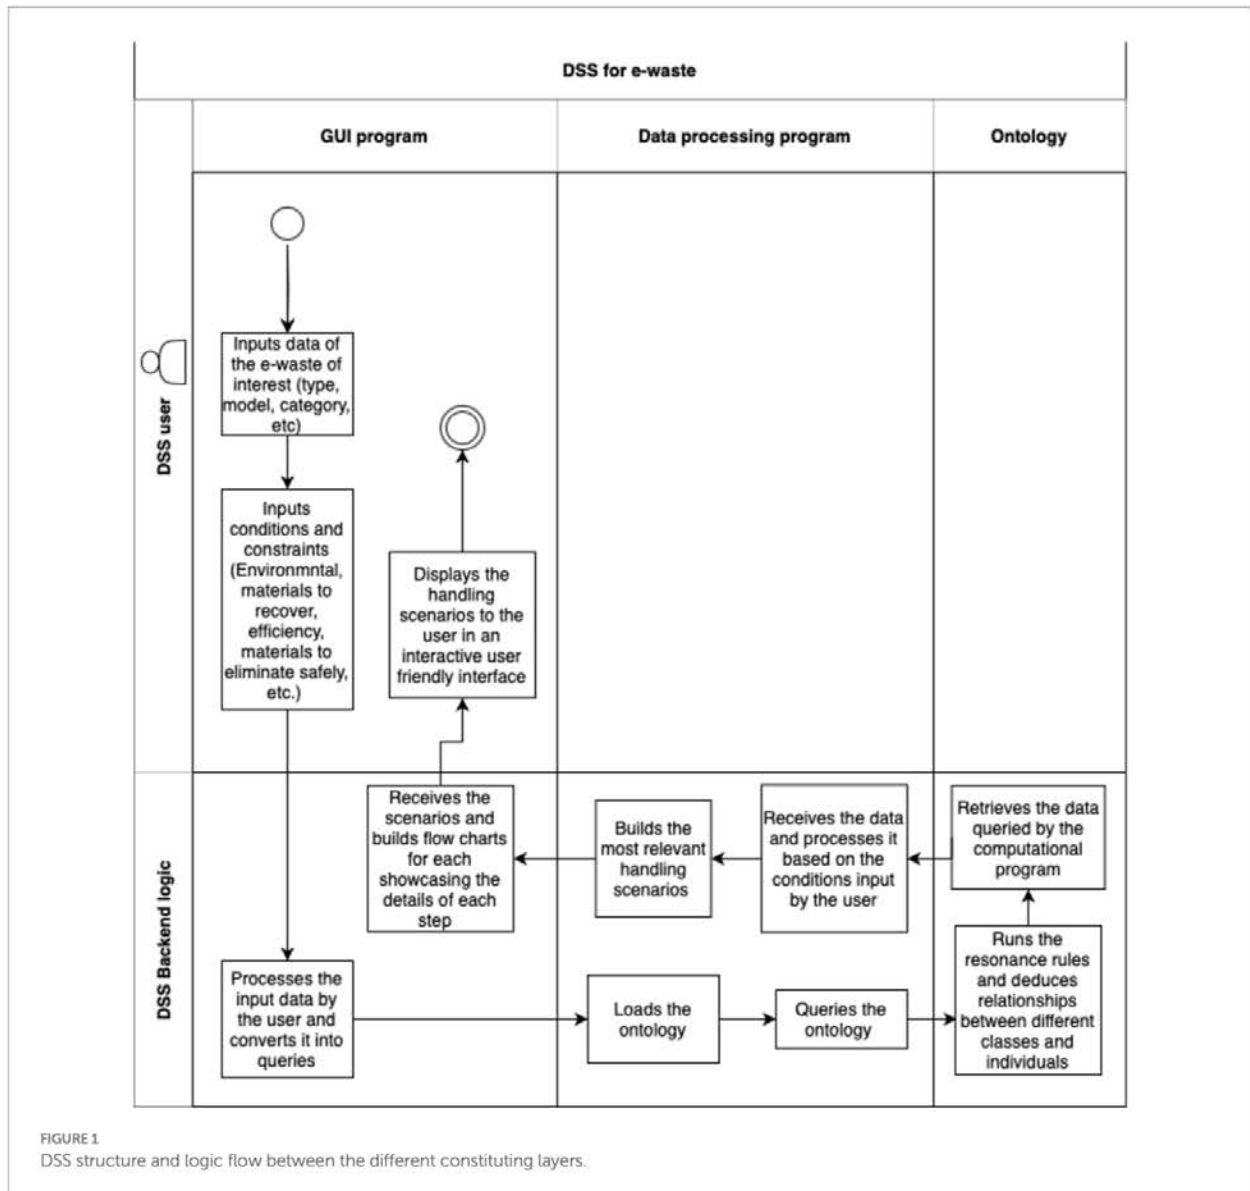 DSS for e-waste
GUI program
Data processing program
Ontology
DSS user
Inputs data of
the e-waste of
interest (type,
model, category,
etc)
Inputs
conditions and
constraints
(Environmntal,
materials to
recover,
efficiency,
materials to
eliminate safely,
etc.)
Displays the
handling
scenarios to the
user in an
interactive user
friendly interface
DSS Backend logic
Receives the
scenarios and
builds flow charts
for each
showcasing the
details of each
step
Builds the
most relevant
handling
scenarios
Receives the data
and processes it
based on the
conditions input
by the user
Retrieves the data
queried by the
computational
program
Processes the
input data by
the user and
converts it into
queries
Loads the
ontology
Queries the
ontology
Runs the
resonance rules
and deduces
relationships
between different
classes and
individuals
FIGURE 1
DSS structure and logic flow between the different constituting layers.